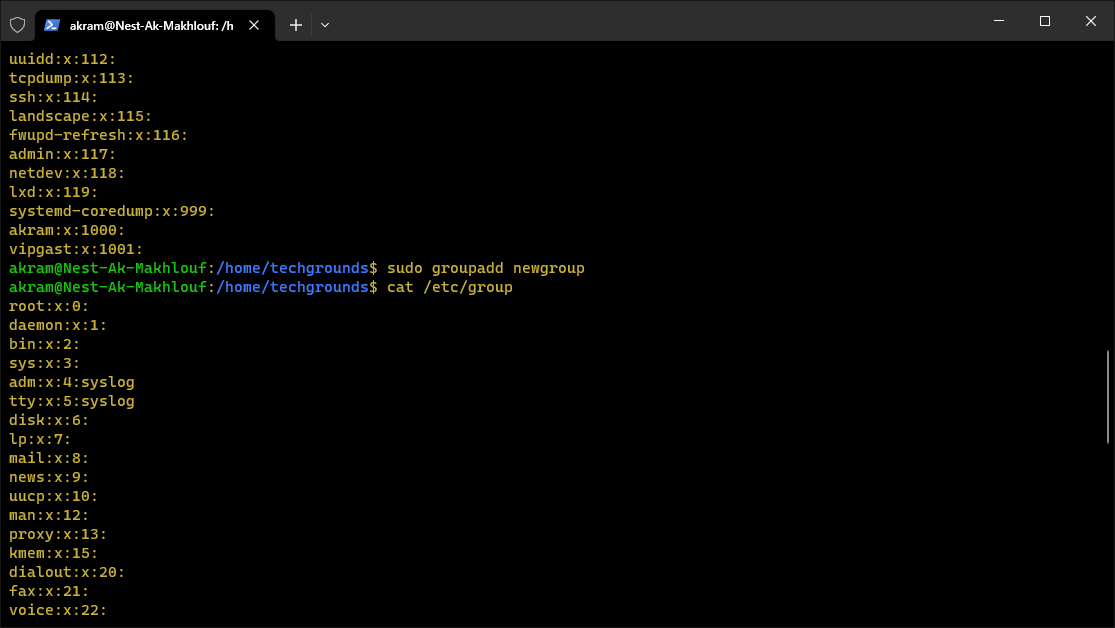 akram@Nest-Ak-Makhlouf: /h
uuidd:x:112:
tcpdump:x:113:
ssh:x:114:
landscape:x:115:
fwupd-refresh:x:116:
admin:x:117:
netdev:x:118:
lxd:x:119:
systemd-coredump:x:999:
akram:x:1000:
vipgast:x:1001:
akram@Nest-Ak-Makhlouf:/home/techgrounds$ sudo groupadd newgroup
akram@Nest-Ak-Makhlouf:/home/techgrounds$ cat /etc/group
root:x:0:
daemon:x:1:
bin:x:2:
sys:x:3:
adm:x:4:syslog
tty:x:5:syslog
disk:x:6:
lp:x:7:
mail:x:8:
news:x:9:
uucp:x:10:
man:x:12:
proxy:x:13:
kmem:x:15:
dialout:x:20:
fax:x:21:
voice:x:22: